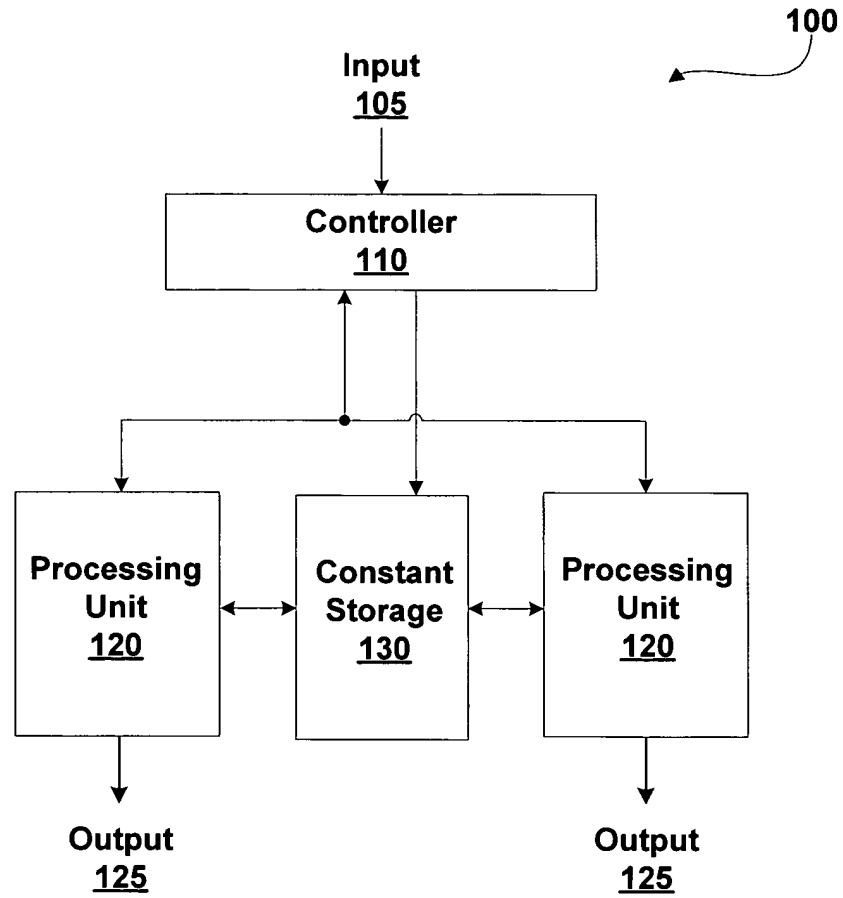 100
Input
105
Controller
110
Processing
Unit
120
Constant
Storage
130
Processing
Unit
120
Output
125
Output
125